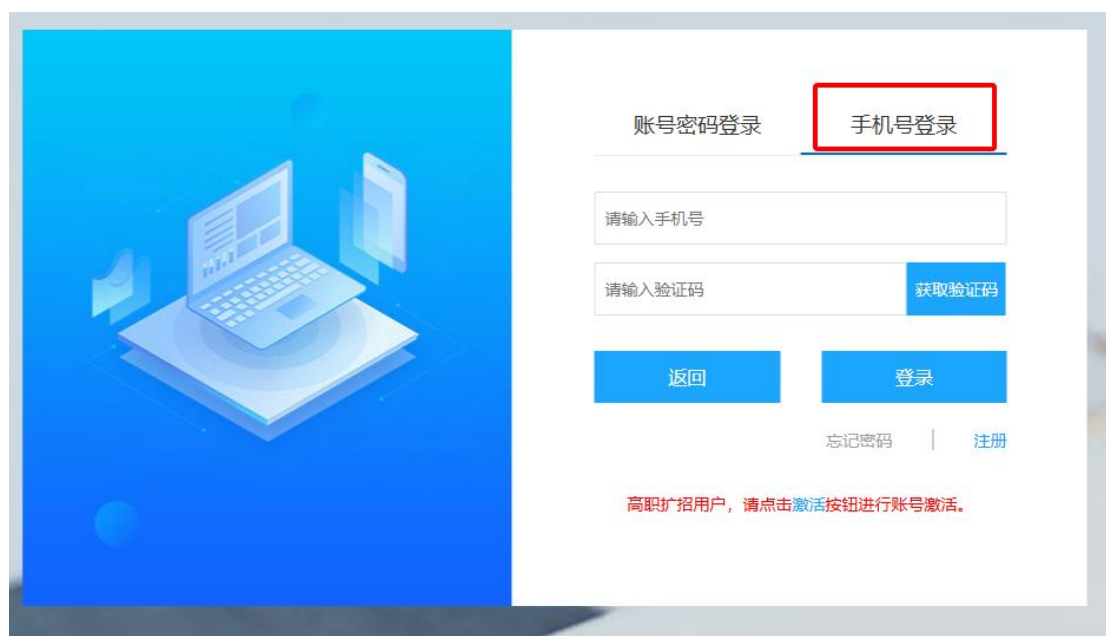 账号密码登录 手机号登录
请输入手机号
请输入验证码 获取验证码
返回 登录
忘记密码 | 注册
高职扩招用户，请点击激活按钮进行账号激活。